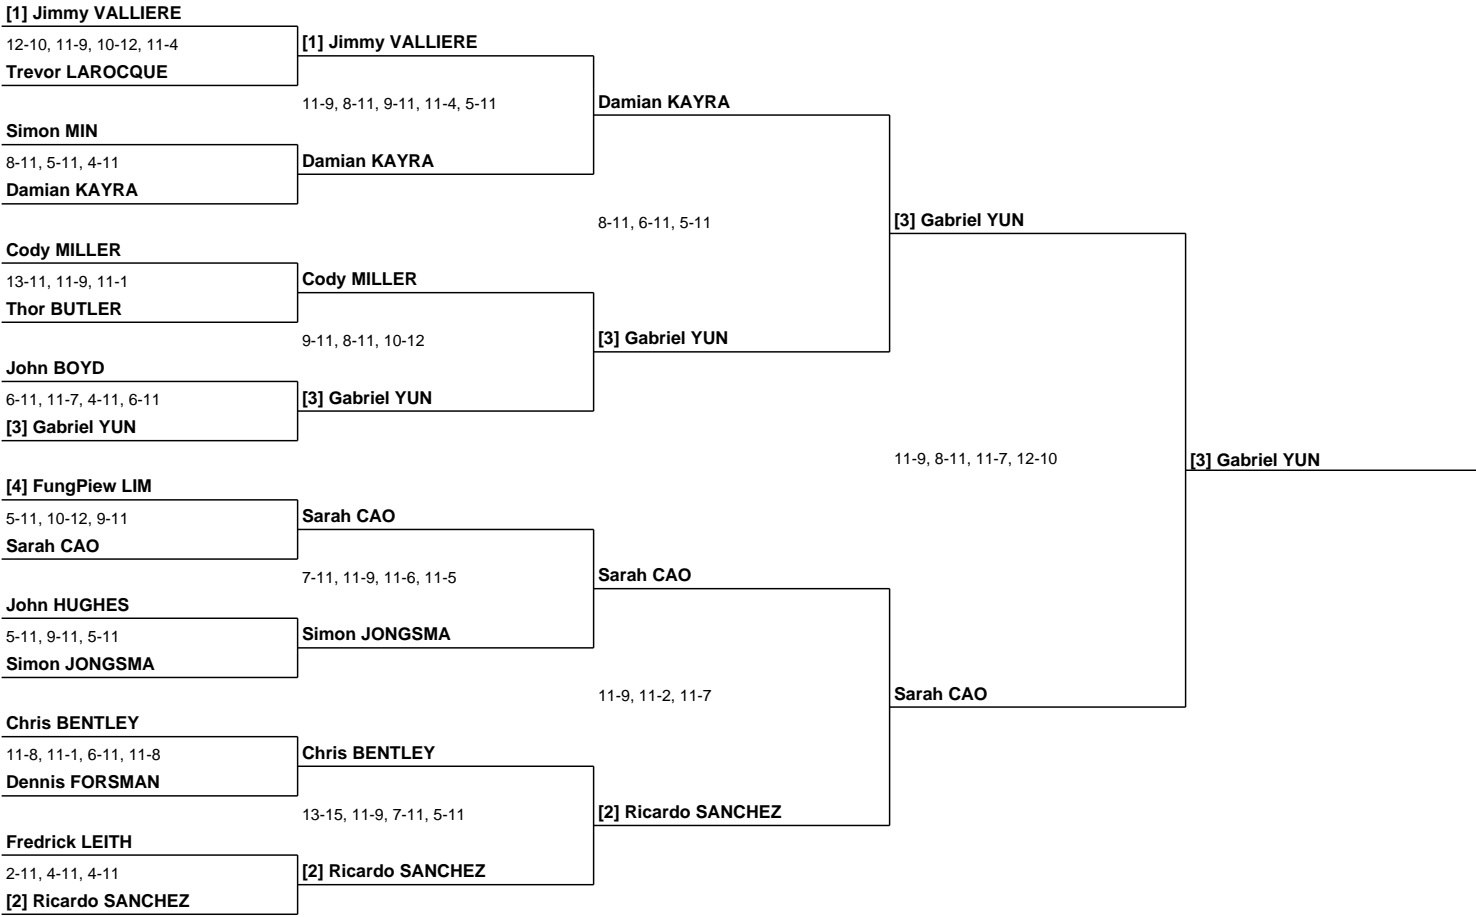 [1] Jimmy VALLIERE
12-10, 11-9, 10-12, 11-4
Trevor LAROCQUE
Simon MIN
8-11, 5-11, 4-11
Damian KAYRA
Cody MILLER
13-11, 11-9, 11-1
Thor BUTLER
John BOYD
6-11, 11-7, 4-11, 6-11
[3] Gabriel YUN
[4] FungPiew LIM
5-11, 10-12, 9-11
Sarah CAO
John HUGHES
5-11, 9-11, 5-11
Simon JONGSMA
Chris BENTLEY
11-8, 11-1, 6-11, 11-8
Dennis FORSMAN
Fredrick LEITH
2-11, 4-11, 4-11
[2] Ricardo SANCHEZ
[1] Jimmy VALLIERE
11-9, 8-11, 9-11, 11-4, 5-11
Damian KAYRA
Cody MILLER
9-11, 8-11, 10-12
[3] Gabriel YUN
Sarah CAO
7-11, 11-9, 11-6, 11-5
Simon JONGSMA
Chris BENTLEY
13-15, 11-9, 7-11, 5-11
[2] Ricardo SANCHEZ
Damian KAYRA
8-11, 6-11, 5-11
[3] Gabriel YUN
Sarah CAO
11-9, 11-2, 11-7
[2] Ricardo SANCHEZ
[3] Gabriel YUN
11-9, 8-11, 11-7, 12-10
Sarah CAO
[3] Gabriel YUN